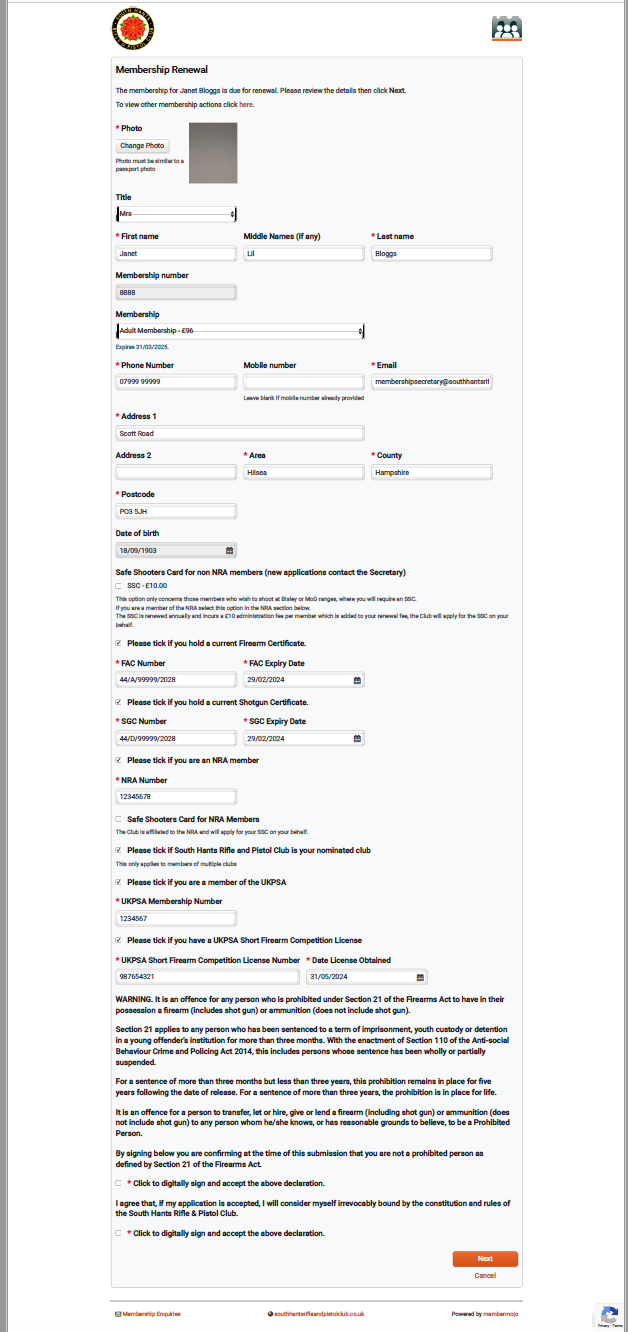 SOUTH HANTS
RIFLE & PISTOL CLUB
Membership Renewal
The membership for Janet Bloggs is due for renewal. Please review the details then click Next.
To view other membership actions click here.
* Photo
Change Photo
Photo must be similar to a
passport photo
Title
Mrs
* First name Middle Names (if any) * Last name
Janet Lil Bloggs
Membership number
8888
Membership
Adult Membership - £96
Expires 31/03/2025.
* Phone Number Mobile number * Email
07999 99999 membershipsecretary@southhantsrif
Leave blank if mobile number already provided
* Address 1
Scott Road
Address 2 * Area * County
Hilsea Hampshire
* Postcode
PO3 5JH
Date of birth
18/09/1903
Safe Shooters Card for non NRA members (new applications contact the Secretary)
SSC - £10.00
This option only concerns those members who wish to shoot at Bisley or MoD ranges, where you will require an SSC.
If you are a member of the NRA select this option in the NRA section below.
The SSC is renewed annually and incurs a £10 administration fee per member which is added to your renewal fee, the Club will apply for the SSC on your
behalf.
Please tick if you hold a current Firearm Certificate.
* FAC Number * FAC Expiry Date
44/A/99999/2028 29/02/2024
Please tick if you hold a current Shotgun Certificate.
* SGC Number * SGC Expiry Date
44/D/99999/2028 29/02/2024
Please tick if you are an NRA member
* NRA Number
12345678
Safe Shooters Card for NRA Members
The Club is affiliated to the NRA and will apply for your SSC on your behalf.
Please tick if South Hants Rifle and Pistol Club is your nominated club
This only applies to members of multiple clubs
Please tick if you are a member of the UKPSA
* UKPSA Membership Number
1234567
Please tick if you have a UKPSA Short Firearm Competition License
* UKPSA Short Firearm Competition License Number * Date License Obtained
987654321 31/05/2024
WARNING. It is an offence for any person who is prohibited under Section 21 of the Firearms Act to have in their
possession a firearm (includes shot gun) or ammunition (does not include shot gun).
Section 21 applies to any person who has been sentenced to a term of imprisonment, youth custody or detention
in a young offender's institution for more than three months. With the enactment of Section 110 of the Anti-social
Behaviour Crime and Policing Act 2014, this includes persons whose sentence has been wholly or partially
suspended.
For a sentence of more than three months but less than three years, this prohibition remains in place for five
years following the date of release. For a sentence of more than three years, the prohibition is in place for life.
It is an offence for a person to transfer, let or hire, give or lend a firearm (including shot gun) or ammunition (does
not include shot gun) to any person whom he/she knows, or has reasonable grounds to believe, to be a Prohibited
Person.
By signing below you are confirming at the time of this submission that you are not a prohibited person as
defined by Section 21 of the Firearms Act.
* Click to digitally sign and accept the above declaration.
I agree that, if my application is accepted, I will consider myself irrevocably bound by the constitution and rules of
the South Hants Rifle & Pistol Club.
* Click to digitally sign and accept the above declaration.
Next
Cancel
Membership Enquiries southhantsrifleandpistolclub.co.uk Powered by membermojo
Privacy - Terms